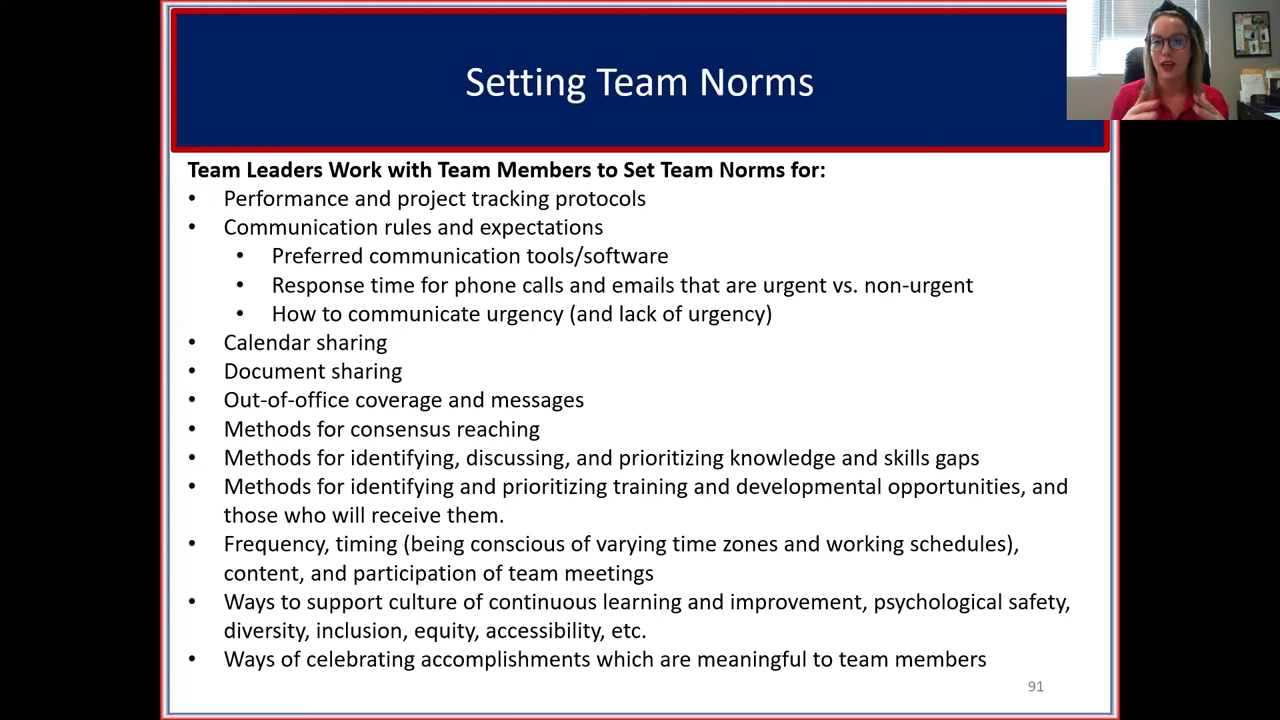 Setting Team Norms
Team Leaders Work with Team Members to Set Team Norms for:
• Performance and project tracking protocols
• Communication rules and expectations
• Preferred communication tools/software
• Response time for phone calls and emails that are urgent vs. non-urgent
• How to communicate urgency (and lack of urgency)
• Calendar sharing
• Document sharing
• Out-of-office coverage and messages
• Methods for consensus reaching
• Methods for identifying, discussing, and prioritizing knowledge and skills gaps
• Methods for identifying and prioritizing training and developmental opportunities, and
those who will receive them.
• Frequency, timing (being conscious of varying time zones and working schedules),
content, and participation of team meetings
• Ways to support culture of continuous learning and improvement, psychological safety,
diversity, inclusion, equity, accessibility, etc.
• Ways of celebrating accomplishments which are meaningful to team members
91